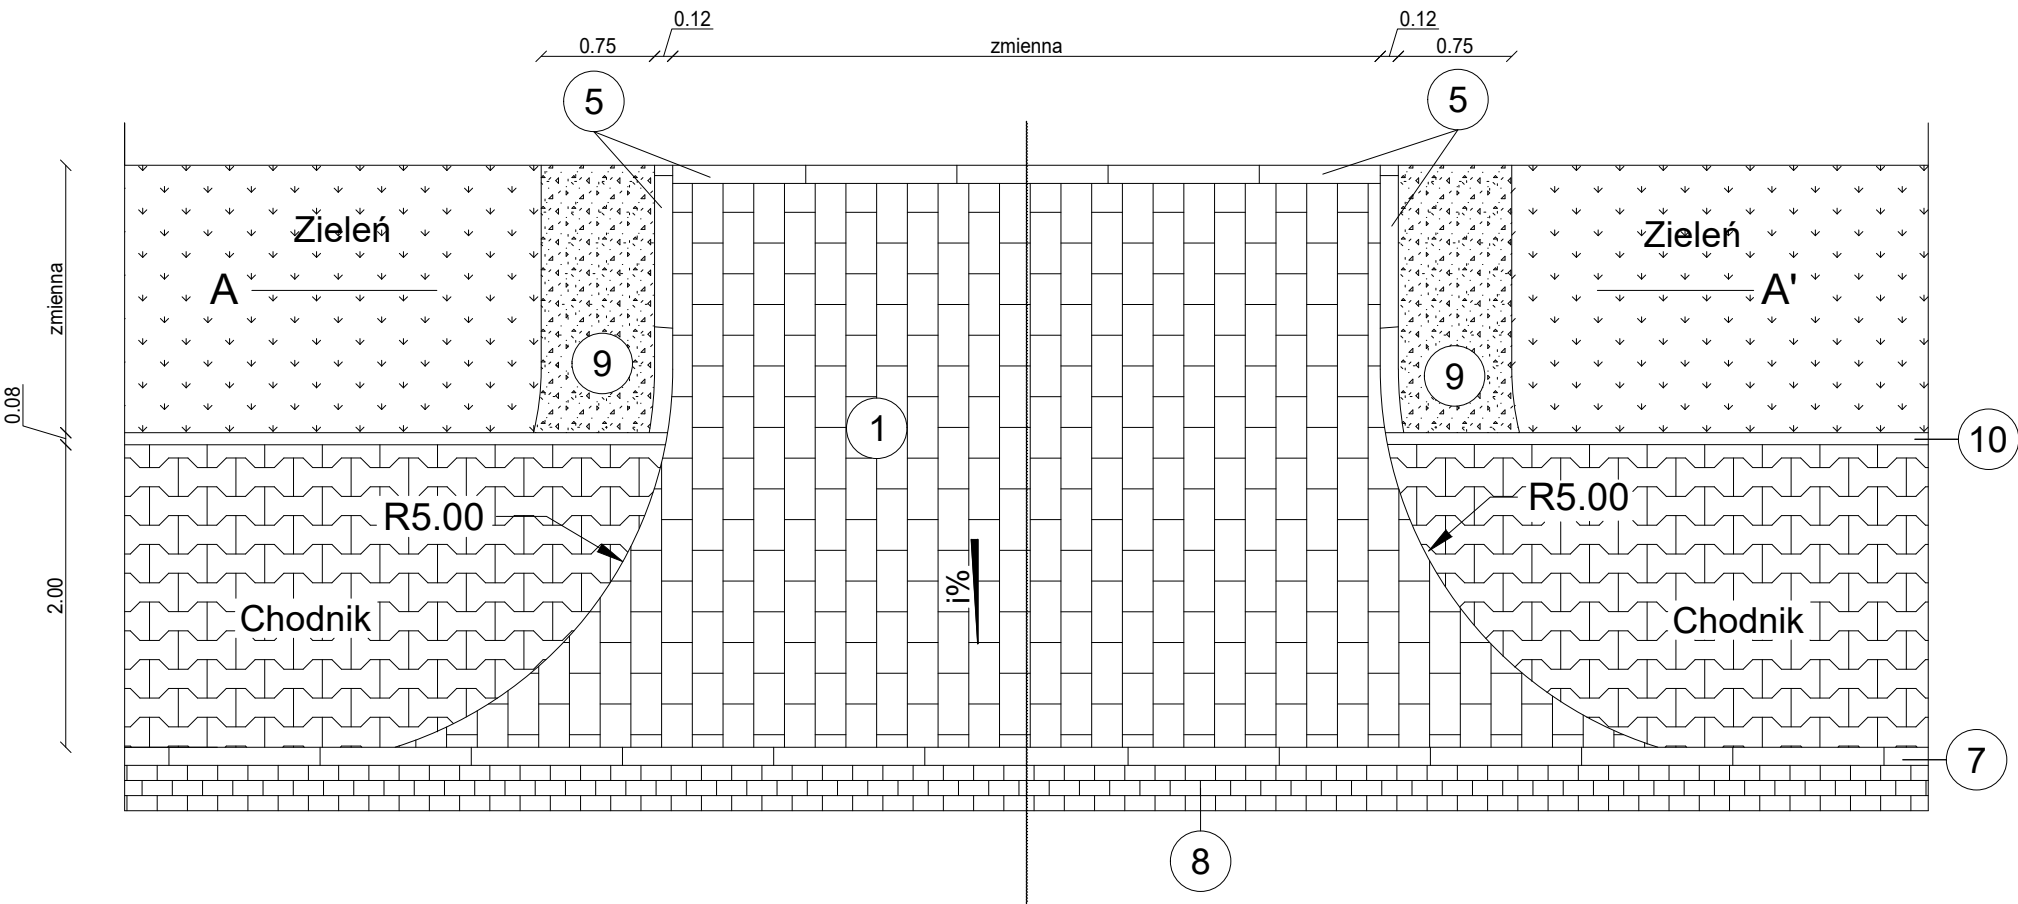 0.12
0.12
0.75
zmienna
0.75
5
5
Zieleń
Zieleń
A
A'
zmienna
9
9
0.08
1
10
R5.00
R5.00
i%
2.00
Chodnik
Chodnik
7
8